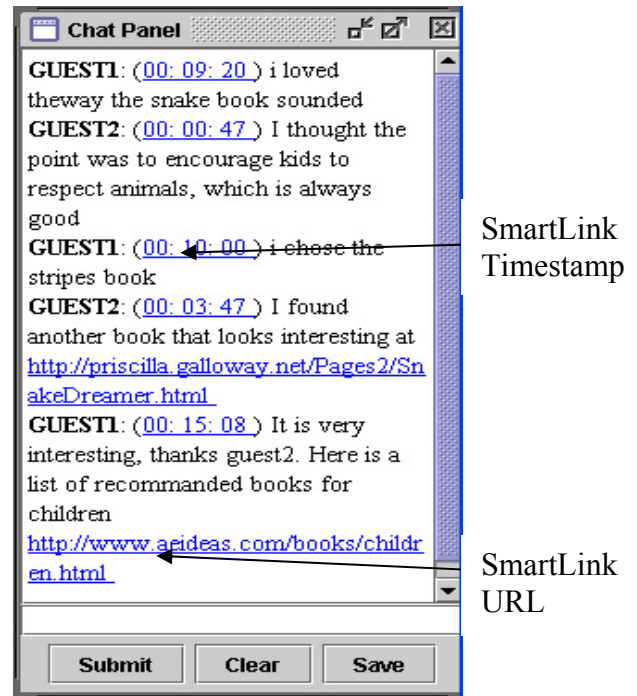 Chat Panel
GUEST1: (00: 09: 20 ) i loved
theway the snake book sounded
GUEST2: (00: 00: 47 ) I thought the
point was to encourage kids to
respect animals, which is always
good
GUEST1: (00: 10: 00 ) i chose the
stripes book
GUEST2: (00: 03: 47 ) I found
another book that looks interesting at
http://priscilla.galloway.net/Pages2/Sn
akeDreamer.html
GUEST1: (00: 15: 08 ) It is very
interesting, thanks guest2. Here is a
list of recommanded books for
children
http://www.aeideas.com/books/childr
en.html
Submit Clear Save
SmartLink
Timestamp
SmartLink
URL